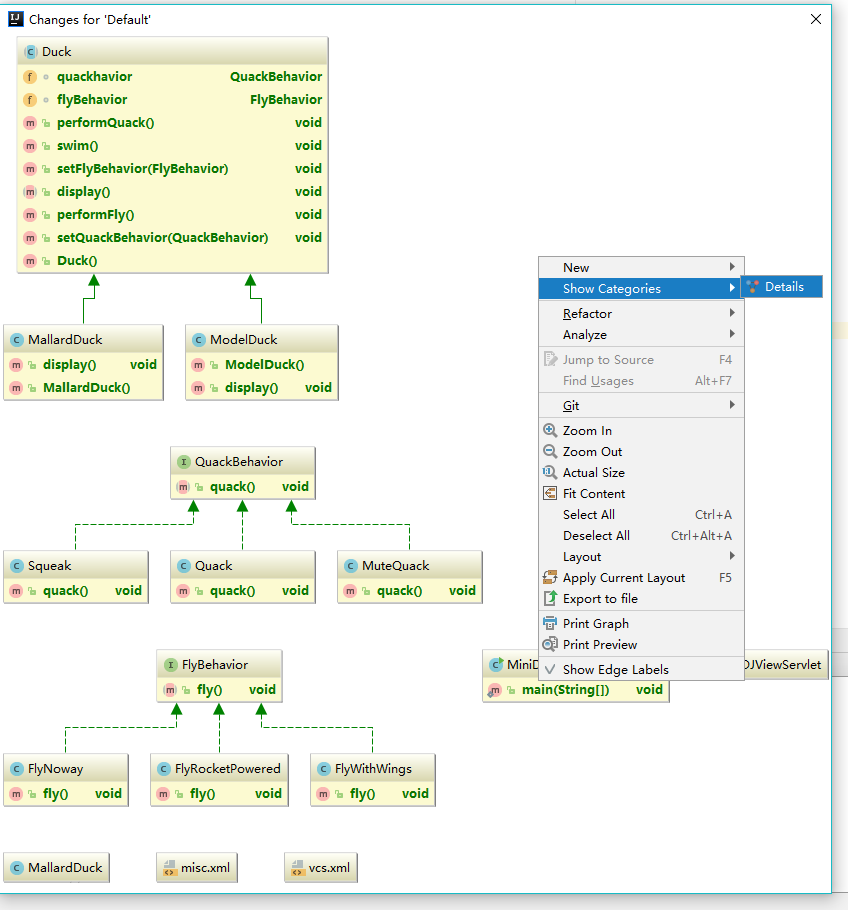 Changes for 'Default'
Duck
quackhavior QuackBehavior
flyBehavior FlyBehavior
performQuack() void
swim() void
setFlyBehavior(FlyBehavior) void
display() void
performFly() void
setQuackBehavior(QuackBehavior) void
Duck()
MallardDuck
display() void
MallardDuck()
ModelDuck
ModelDuck()
display() void
QuackBehavior
quack() void
Squeak
quack() void
Quack
quack() void
MuteQuack
quack() void
FlyBehavior
fly() void
MiniD
main(String[]) void
DJViewServlet
FlyNoway
fly() void
FlyRocketPowered
fly() void
FlyWithWings
fly() void
MallardDuck
misc.xml
vcs.xml
New
Show Categories
Details
Refactor
Analyze
Jump to Source F4
Find Usages Alt+F7
Git
Zoom In
Zoom Out
Actual Size
Fit Content
Select All Ctrl+A
Deselect All Ctrl+Alt+A
Layout
Apply Current Layout F5
Export to file
Print Graph
Print Preview
Show Edge Labels